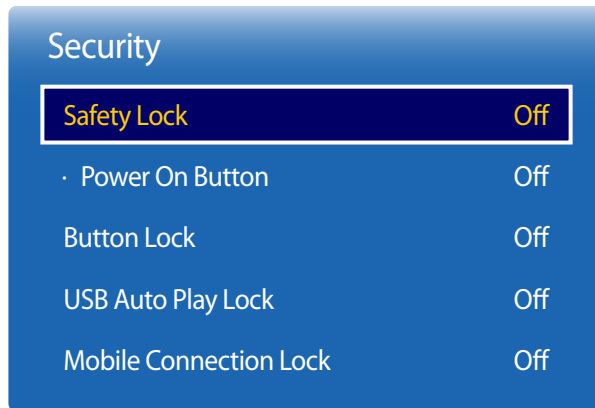 Security
Safety Lock Off
· Power On Button Off
Button Lock Off
USB Auto Play Lock Off
Mobile Connection Lock Off